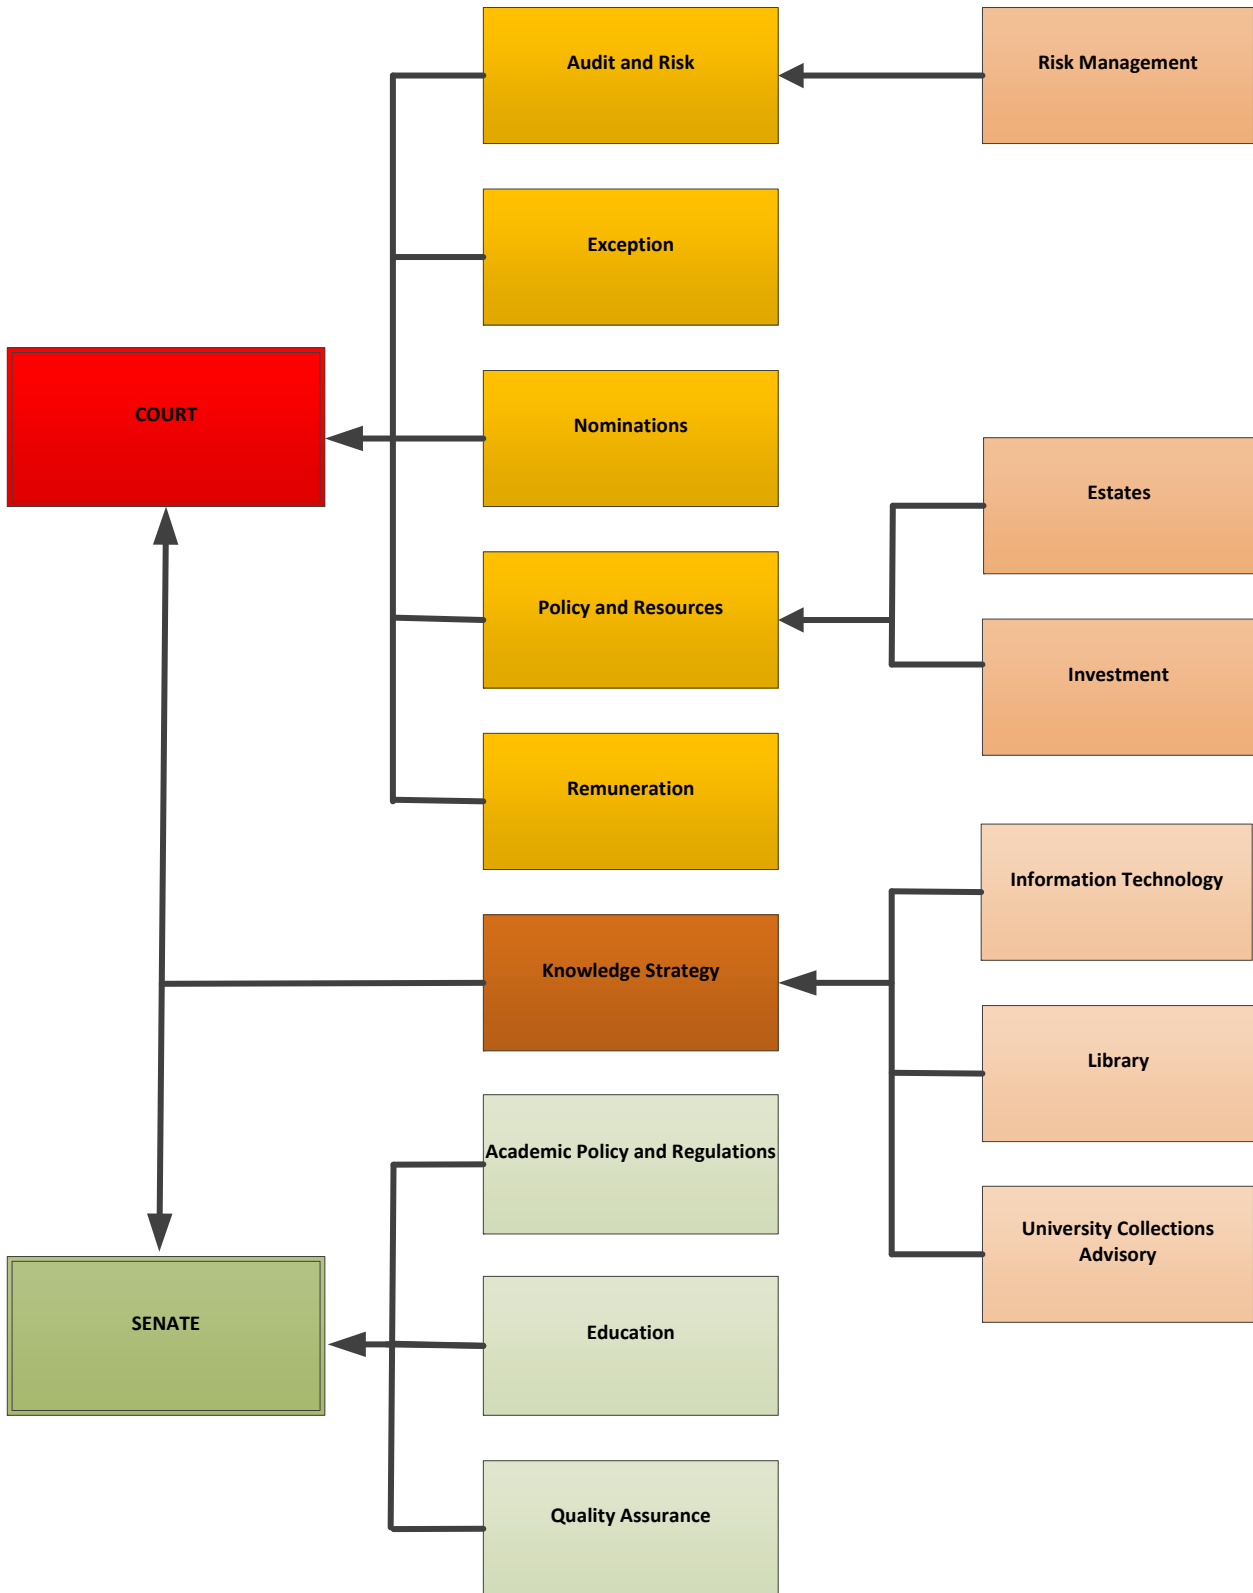 Audit and Risk
Risk Management
Exception
COURT
Nominations
Estates
Policy and Resources
Investment
Remuneration
Information Technology
Knowledge Strategy
Library
Academic Policy and Regulations
University Collections
Advisory
SENATE
Education
Quality Assurance